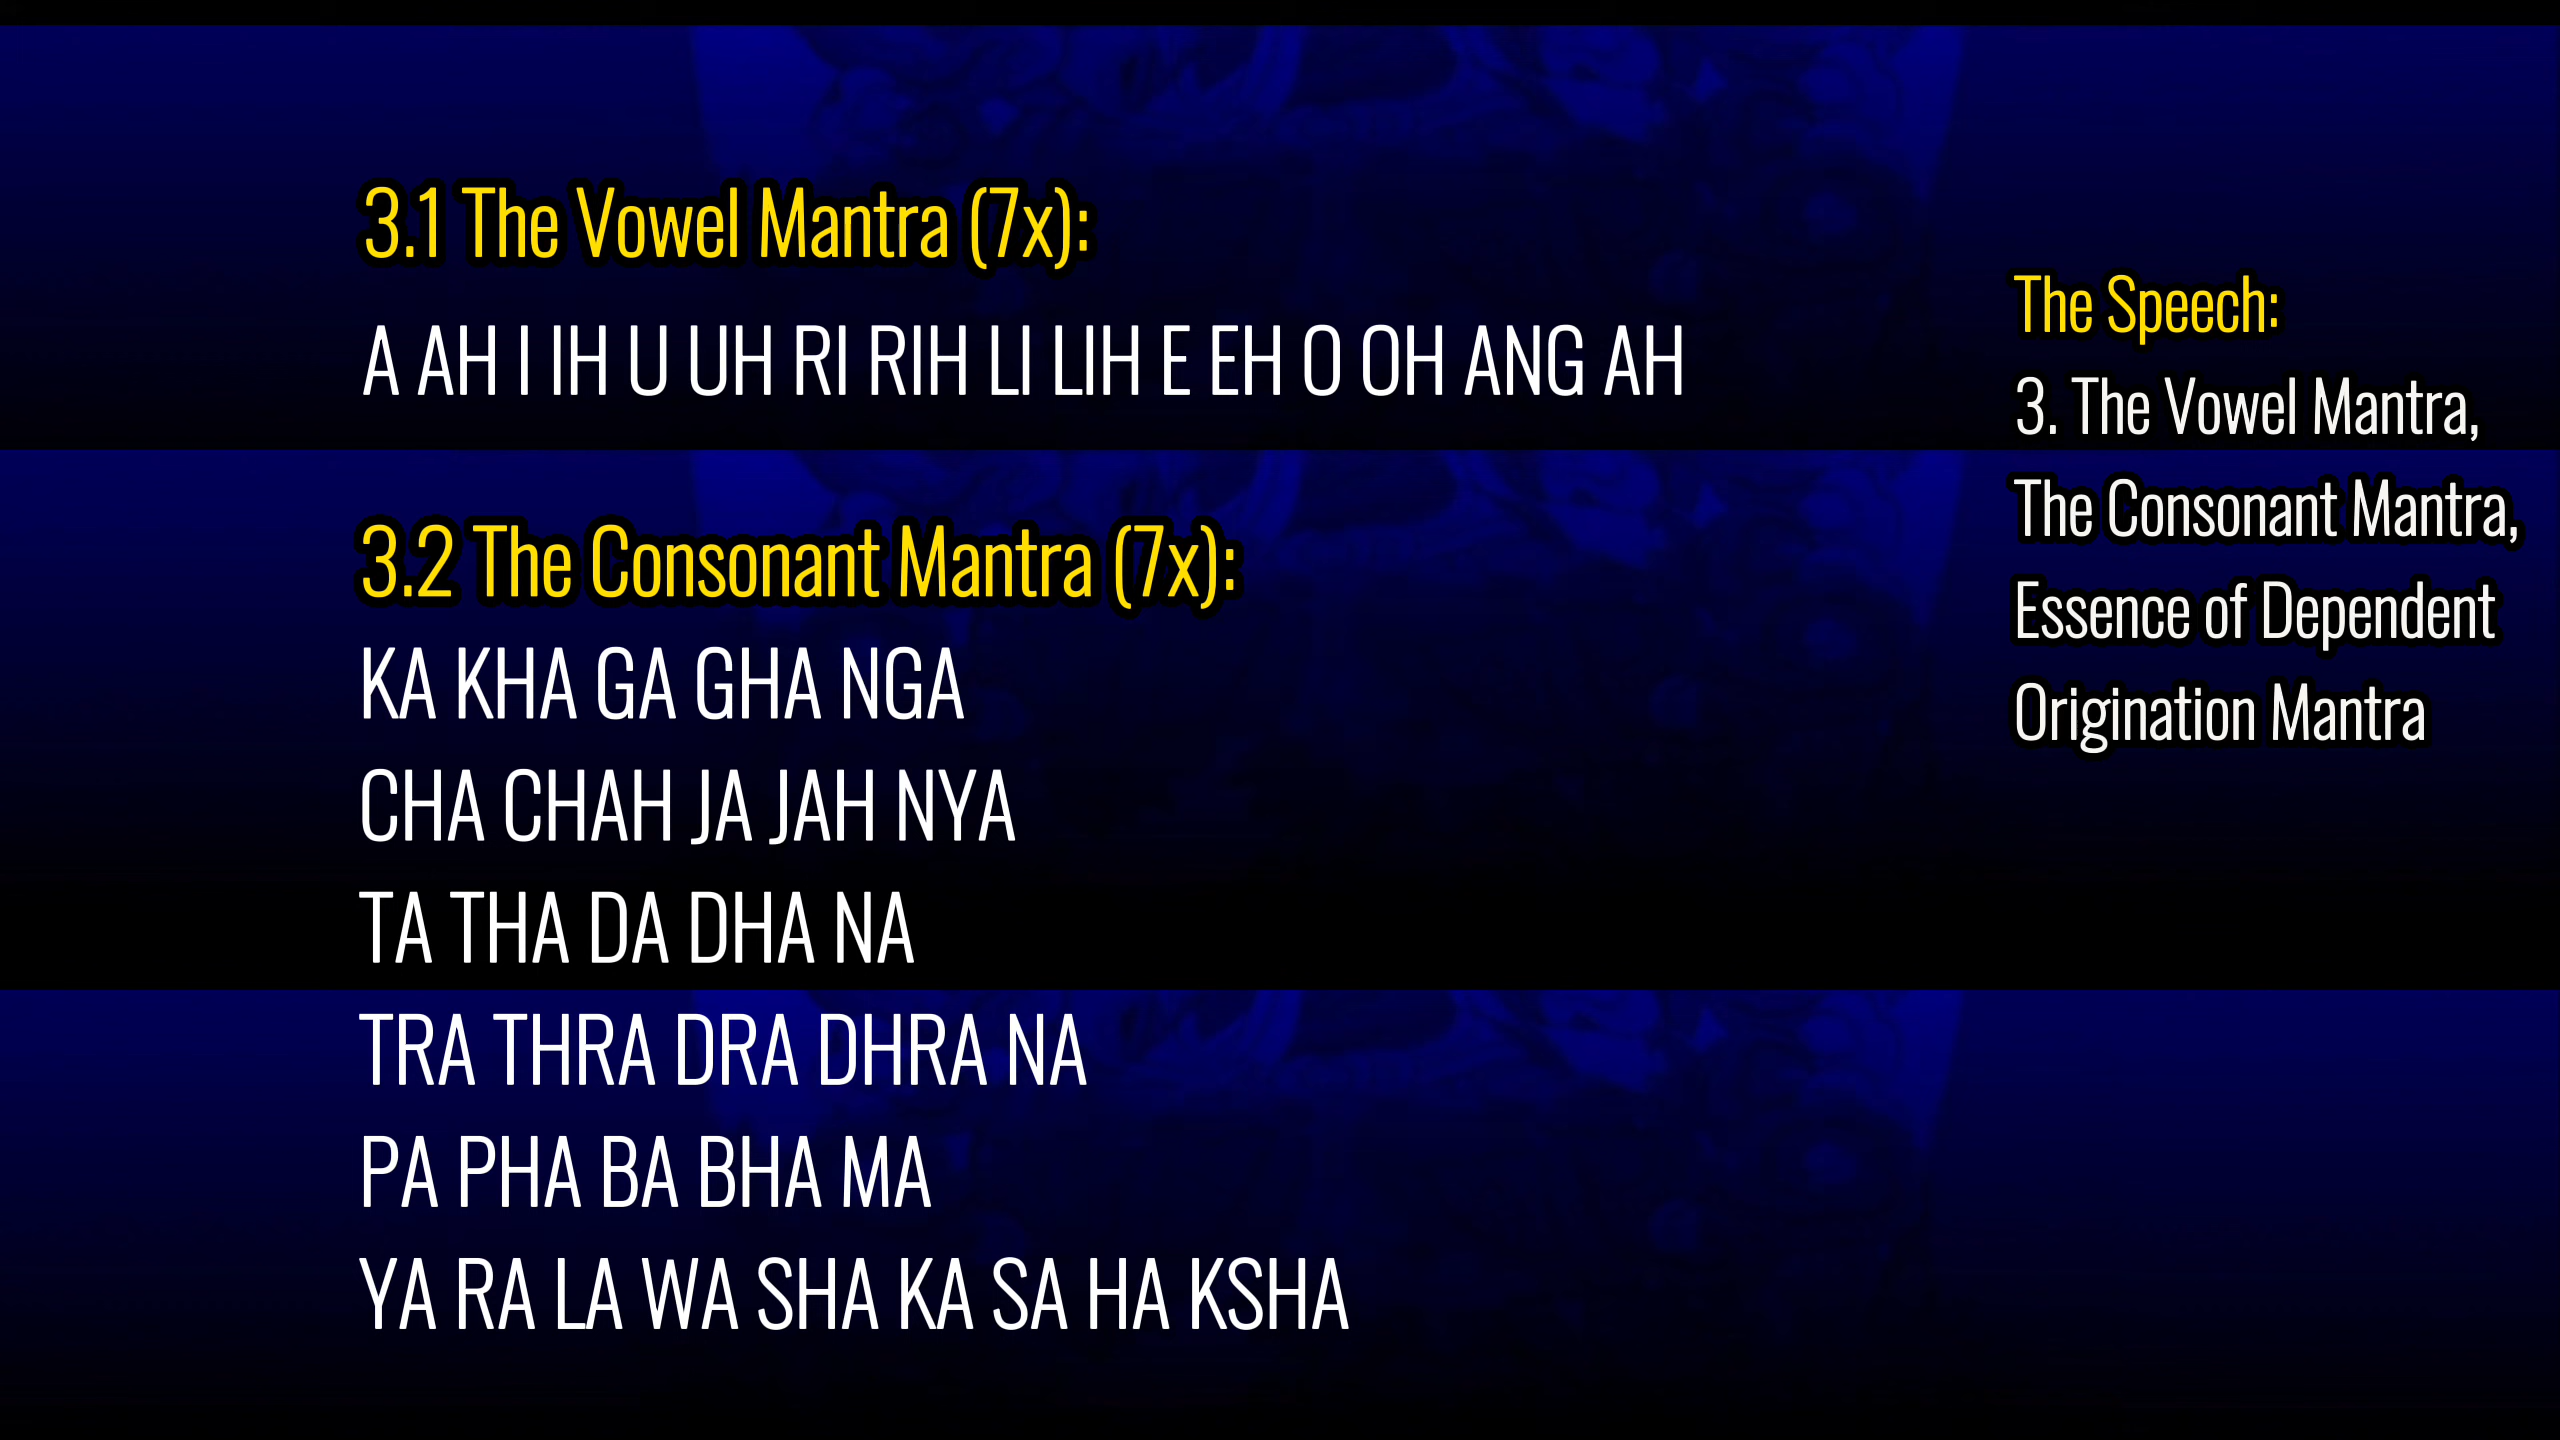 3.1 The Vowel Mantra (7x):
A AH I IH U UH RI RIH LI LIH E EH O OH ANG AH
3.2 The Consonant Mantra (7x):
KA KHA GA GHA NGA
CHA CHAH JA JAH NYA
TA THA DA DHA NA
TRA THRA DRA DHRA NA
PA PHA BA BHA MA
YA RA LA WA SHA KA SA HA KSHA
The Speech:
3. The Vowel Mantra,
The Consonant Mantra,
Essence of Dependent
Origination Mantra